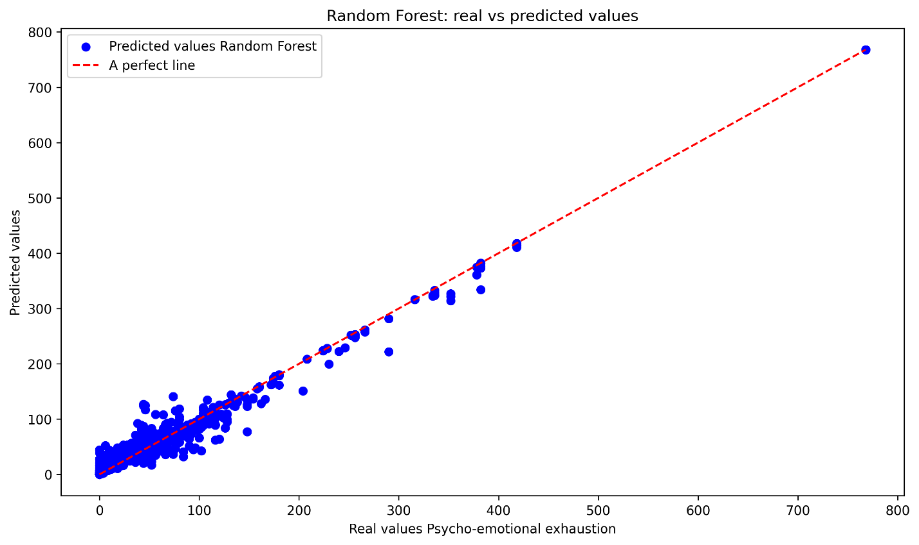 Random Forest: real vs predicted values
Predicted values Random Forest
A perfect line
800
700
600
500
400
300
200
100
0
Predicted values
0 100 200 300 400 500 600 700 800
Real values Psycho-emotional exhaustion